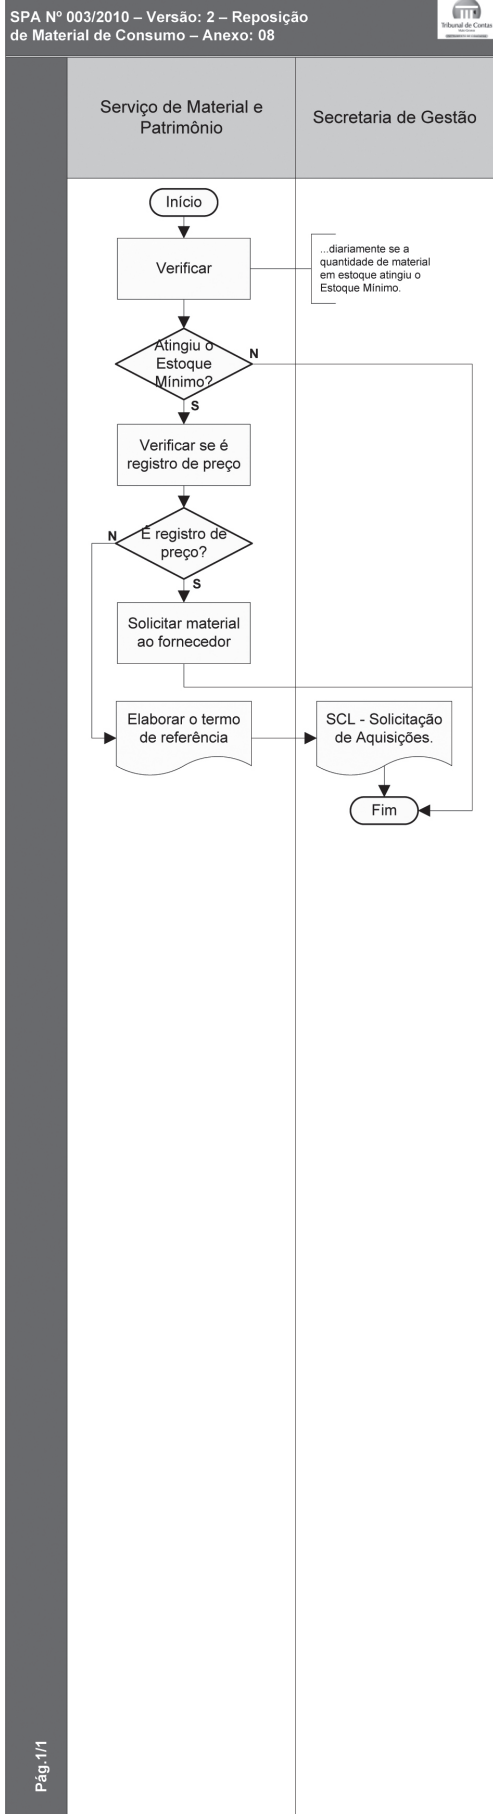 SPA Nº 003/2010 – Versão: 2 – Reposição
de Material de Consumo – Anexo: 08
Tribunal de Contas
Serviço de Material e
Patrimônio
Secretaria de Gestão
Início
Verificar
...diariamente se a
quantidade de material
em estoque atingiu o
Estoque Mínimo.
Atingiu o
Estoque
Mínimo?
N
S
Verificar se é
registro de preço
É registro de
preço?
N
S
Solicitar material
ao fornecedor
Elaborar o termo
de referência
SCL - Solicitação
de Aquisições.
Fim
Pág.1/1